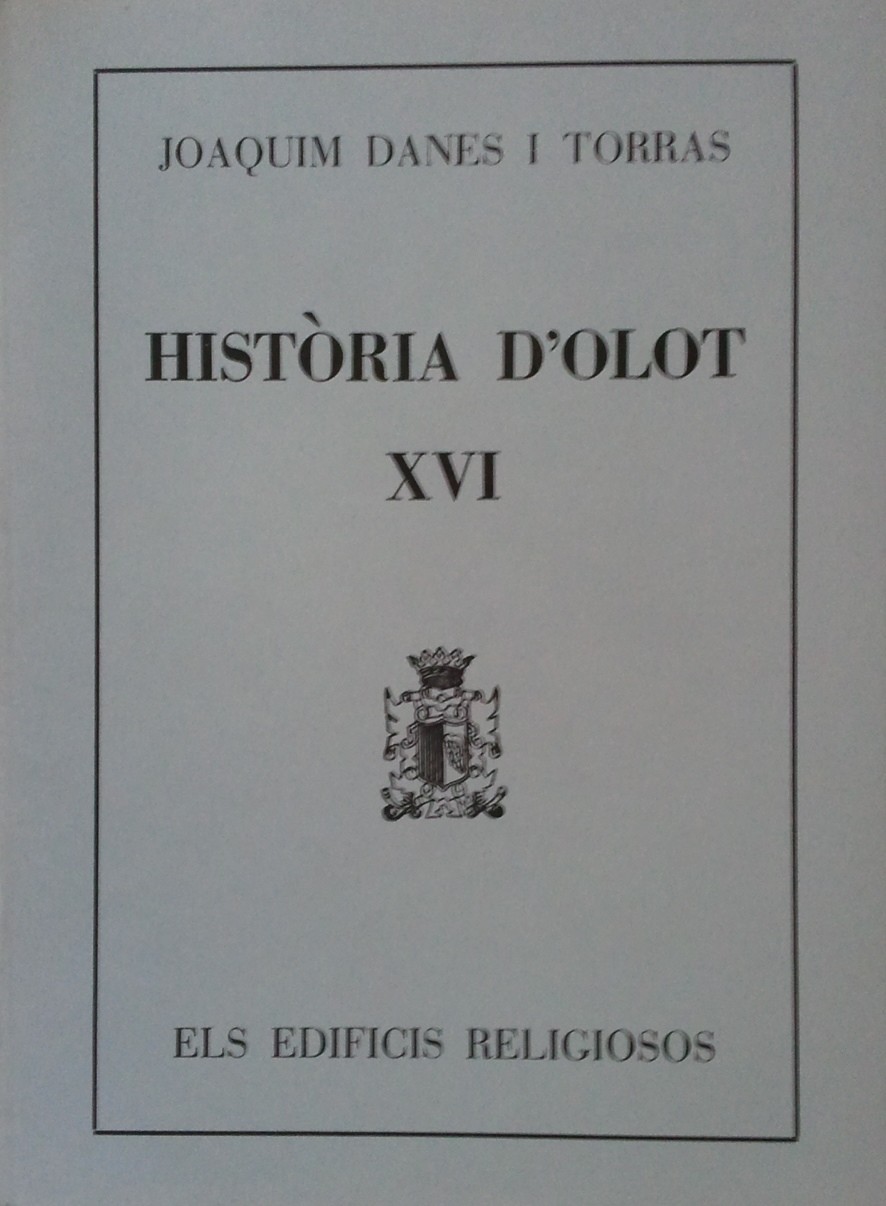 JOAQUIM DANES I TORRAS
HISTÒRIA D'OLOT
XVI
ELS EDIFICIS RELIGIOSOS